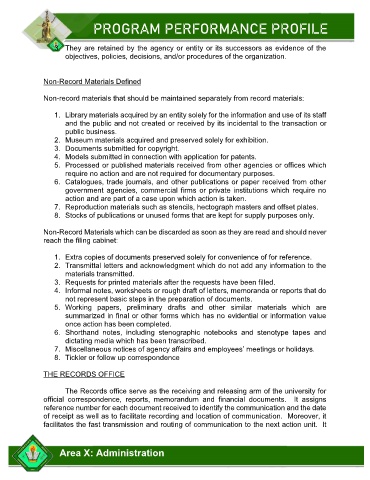 PROGRAM PERFORMANCE PROFILE
They are retained by the agency or entity or its successors as evidence of the
objectives, policies, decisions, and/or procedures of the organization.
Non-Record Materials Defined
Non-record materials that should be maintained separately from record materials:
1. Library materials acquired by an entity solely for the information and use of its staff
and the public and not created or received by its incidental to the transaction or
public business.
2. Museum materials acquired and preserved solely for exhibition.
3. Documents submitted for copyright.
4. Models submitted in connection with application for patents.
5. Processed or published materials received from other agencies or offices which
require no action and are not required for documentary purposes.
6. Catalogues, trade journals, and other publications or paper received from other
government agencies, commercial firms or private institutions which require no
action and are part of a case upon which action is taken.
7. Reproduction materials such as stencils, hectograph masters and offset plates.
8. Stocks of publications or unused forms that are kept for supply purposes only.
Non-Record Materials which can be discarded as soon as they are read and should never
reach the filing cabinet:
1. Extra copies of documents preserved solely for convenience of for reference.
2. Transmittal letters and acknowledgment which do not add any information to the
materials transmitted.
3. Requests for printed materials after the requests have been filled.
4. Informal notes, worksheets or rough draft of letters, memoranda or reports that do
not represent basic steps in the preparation of documents.
5. Working papers, preliminary drafts and other similar materials which are
summarized in final or other forms which has no evidential or information value
once action has been completed.
6. Shorthand notes, including stenographic notebooks and stenotype tapes and
dictating media which has been transcribed.
7. Miscellaneous notices of agency affairs and employees' meetings or holidays.
8. Tickler or follow up correspondence
THE RECORDS OFFICE
The Records office serve as the receiving and releasing arm of the university for
official correspondence, reports, memorandum and financial documents. It assigns
reference number for each document received to identify the communication and the date
of receipt as well as to facilitate recording and location of communication. Moreover, it
facilitates the fast transmission and routing of communication to the next action unit. It
Area X: Administration